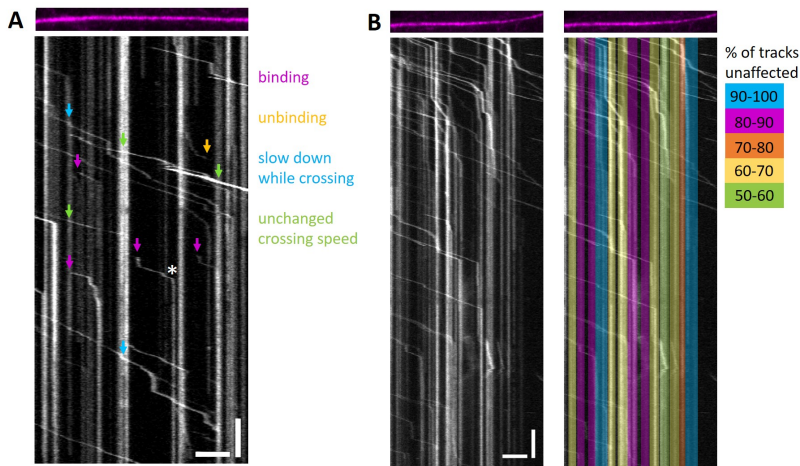 A
binding
unbinding
slow down
while crossing
unchanged
crossing speed
*
B
% of tracks
unaffected
90-100
80-90
70-80
60-70
50-60